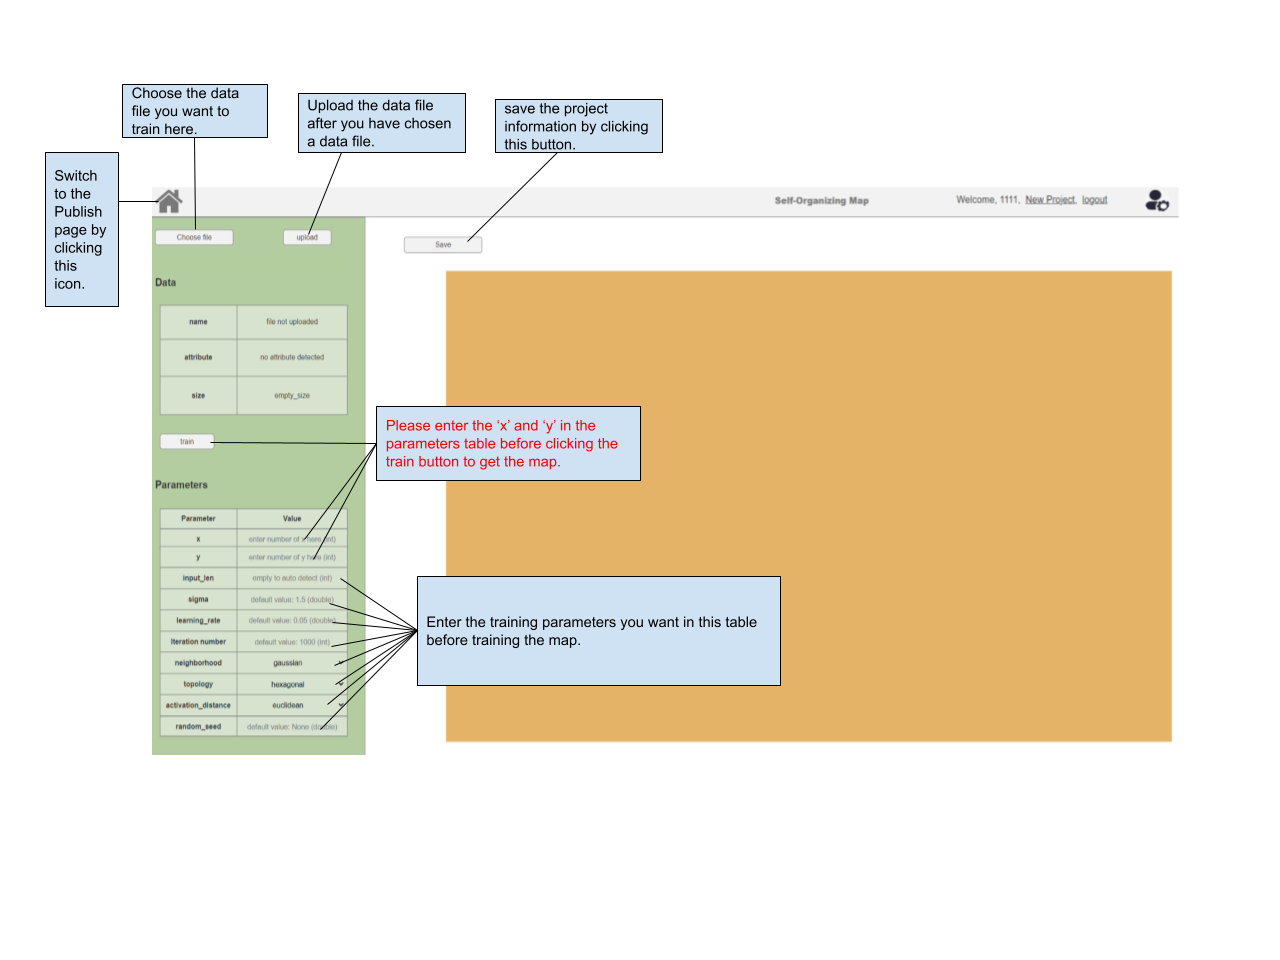 Choose the data
file you want to
train here.
Upload the data file
after you have chosen
a data file.
save the project
information by clicking
this button.
Switch
to the
Publish
page by
clicking
this
icon.
Self-Organizing Map
Welcome, 1111, New Project, logout
Choose file
upload
Save
Data
name file not uploaded
attribute no attribute detected
size empty_size
train
Please enter the ‘x’ and ‘y’ in the
parameters table before clicking the
train button to get the map.
Parameters
Parameter Value
x enter number of x here (int)
y enter number of y here (int)
input_len empty to auto detect (int)
sigma default value: 1.5 (double)
learning_rate default value: 0.05 (double)
iteration number default value: 1000 (int)
neighborhood gaussian
topology hexagonal
activation_distance euclidean
random_seed default value: None (double)
Enter the training parameters you want in this table
before training the map.